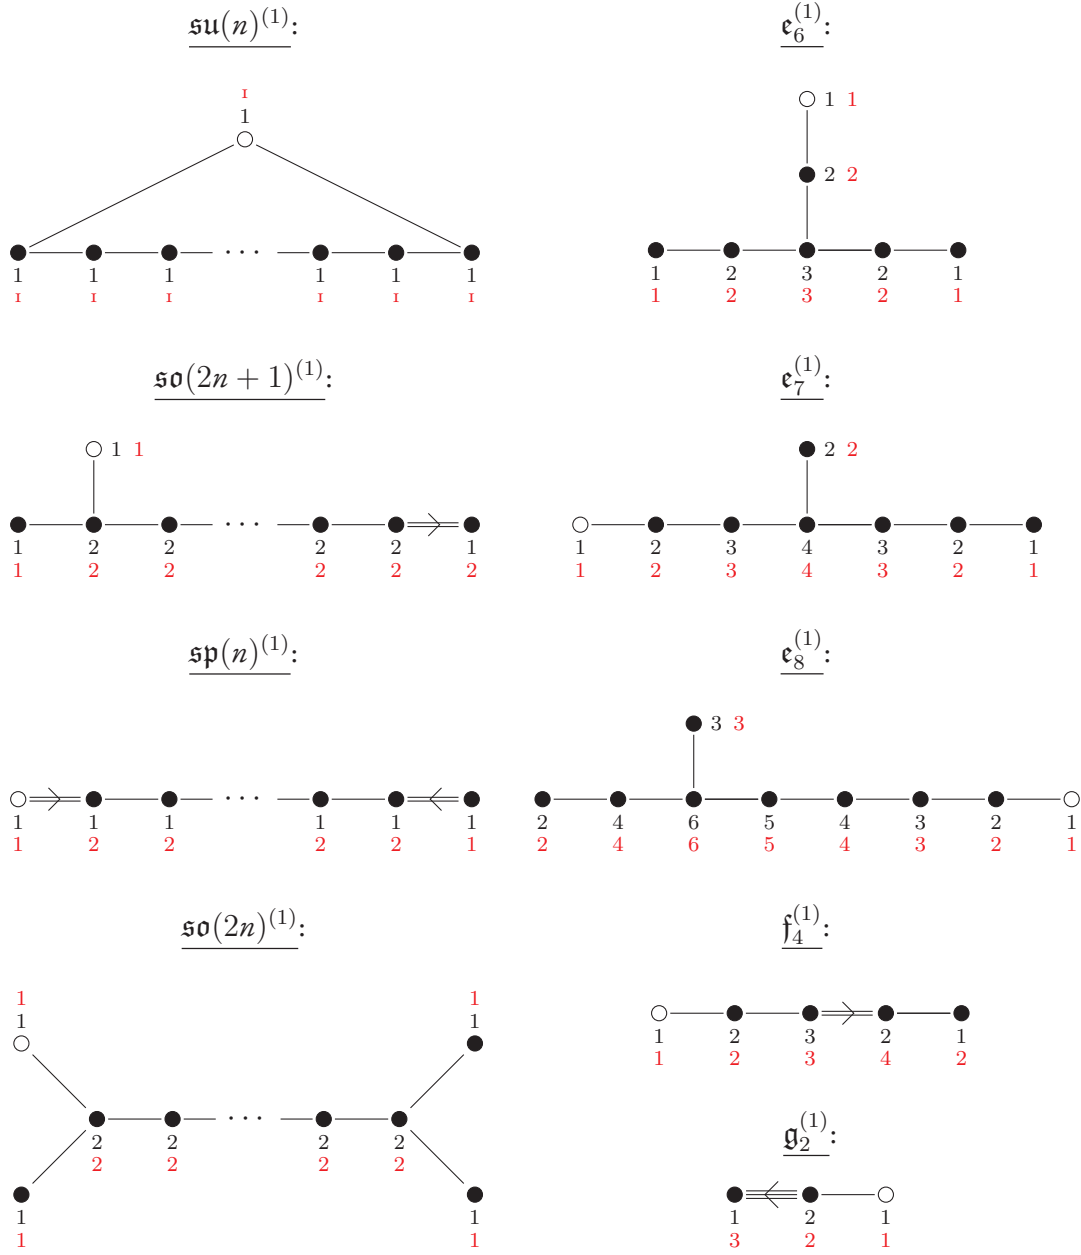 𝔰𝔲(n)^(1):
1
1
1 1 1 ··· 1 1 1
1 1 1 1 1 1
𝔰𝔬(2n + 1)^(1):
1 1
···
1 2 2 2 2 1
1 2 2 2 2 2
𝔰𝔭(n)^(1):
···
1 1 1 1 1 1
1 2 2 2 2 1
𝔰𝔬(2n)^(1):
1 1
1 1
···
2 2 2 2
2 2 2 2
1 1
1 1
𝔢_6^(1):
1 1
2 2
1 2 3 2 1
1 2 3 2 1
𝔢_7^(1):
2 2
1 2 3 4 3 2 1
1 2 3 4 3 2 1
𝔢_8^(1):
3 3
2 4 6 5 4 3 2 1
2 4 6 5 4 3 2 1
𝔣_4^(1):
1 2 3 2 1
1 2 3 4 2
𝔤_2^(1):
1 2 1
3 2 1